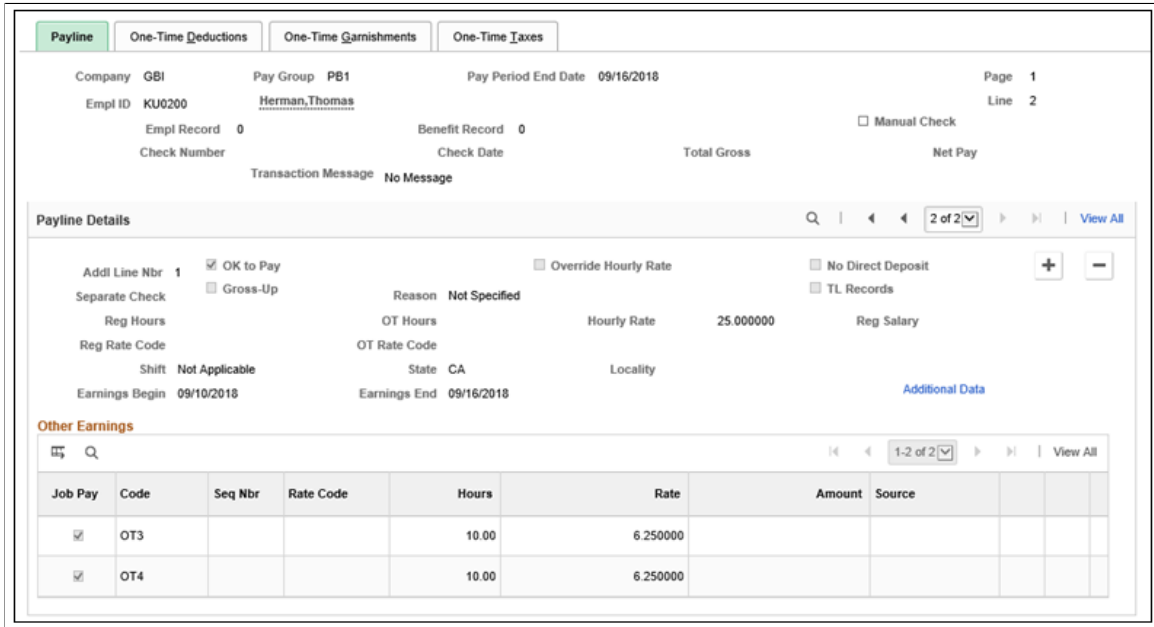 Payline One-Time Deductions One-Time Garnishments One-Time Taxes
Company GBI Pay Group PB1 Pay Period End Date 09/16/2018 Page 1
Empl ID KU0200 Herman,Thomas Line 2
Empl Record 0 Benefit Record 0 Manual Check
Check Number Check Date Total Gross Net Pay
Transaction Message No Message
Payline Details 2 of 2 View All
Addl Line Nbr 1 OK to Pay Override Hourly Rate No Direct Deposit
Separate Check Gross-Up Reason Not Specified TL Records
Reg Hours OT Hours Hourly Rate 25.000000 Reg Salary
Reg Rate Code OT Rate Code
Shift Not Applicable State CA Locality
Earnings Begin 09/10/2018 Earnings End 09/16/2018 Additional Data
Other Earnings
1-2 of 2 View All
Job Pay Code Seq Nbr Rate Code Hours Rate Amount Source
OT3 10.00 6.250000
OT4 10.00 6.250000